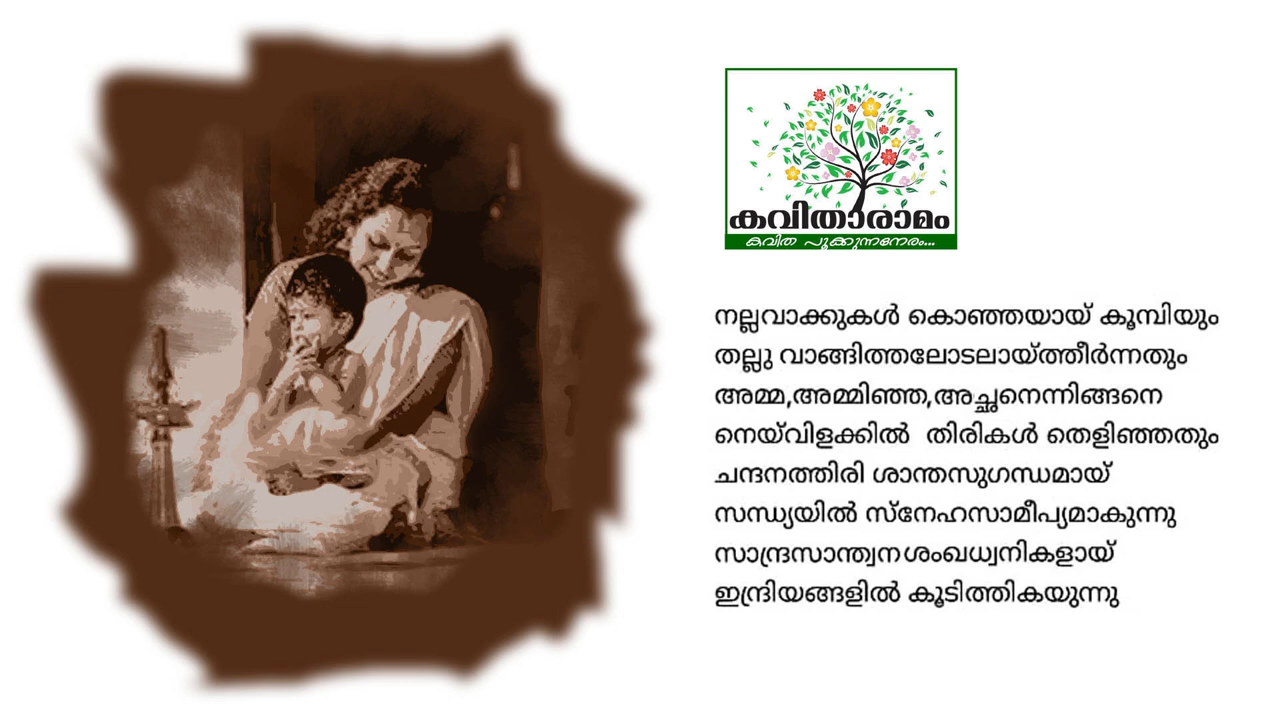 കവിതാരാമം
കവിത പൂക്കുന്നനേരം...
നല്ലവാക്കുകൾ കൊഞ്ഞയായ് കൂമ്പിയും
തല്ലു വാങ്ങിത്തലോടലായ്ത്തീർന്നതും
അമ്മ,അമ്മിഞ്ഞ,അച്ഛനെന്നിങ്ങനെ
നെയ്‌വിളക്കിൽ തിരികൾ തെളിഞ്ഞതും
ചന്ദനത്തിരി ശാന്തസുഗന്ധമായ്
സന്ധ്യയിൽ സ്നേഹസാമീപ്യമാകുന്നു
സാന്ദ്രസാന്ത്വനശംഖധ്വനികളായ്
ഇന്ദ്രിയങ്ങളിൽ കൂടിത്തികയുന്നു